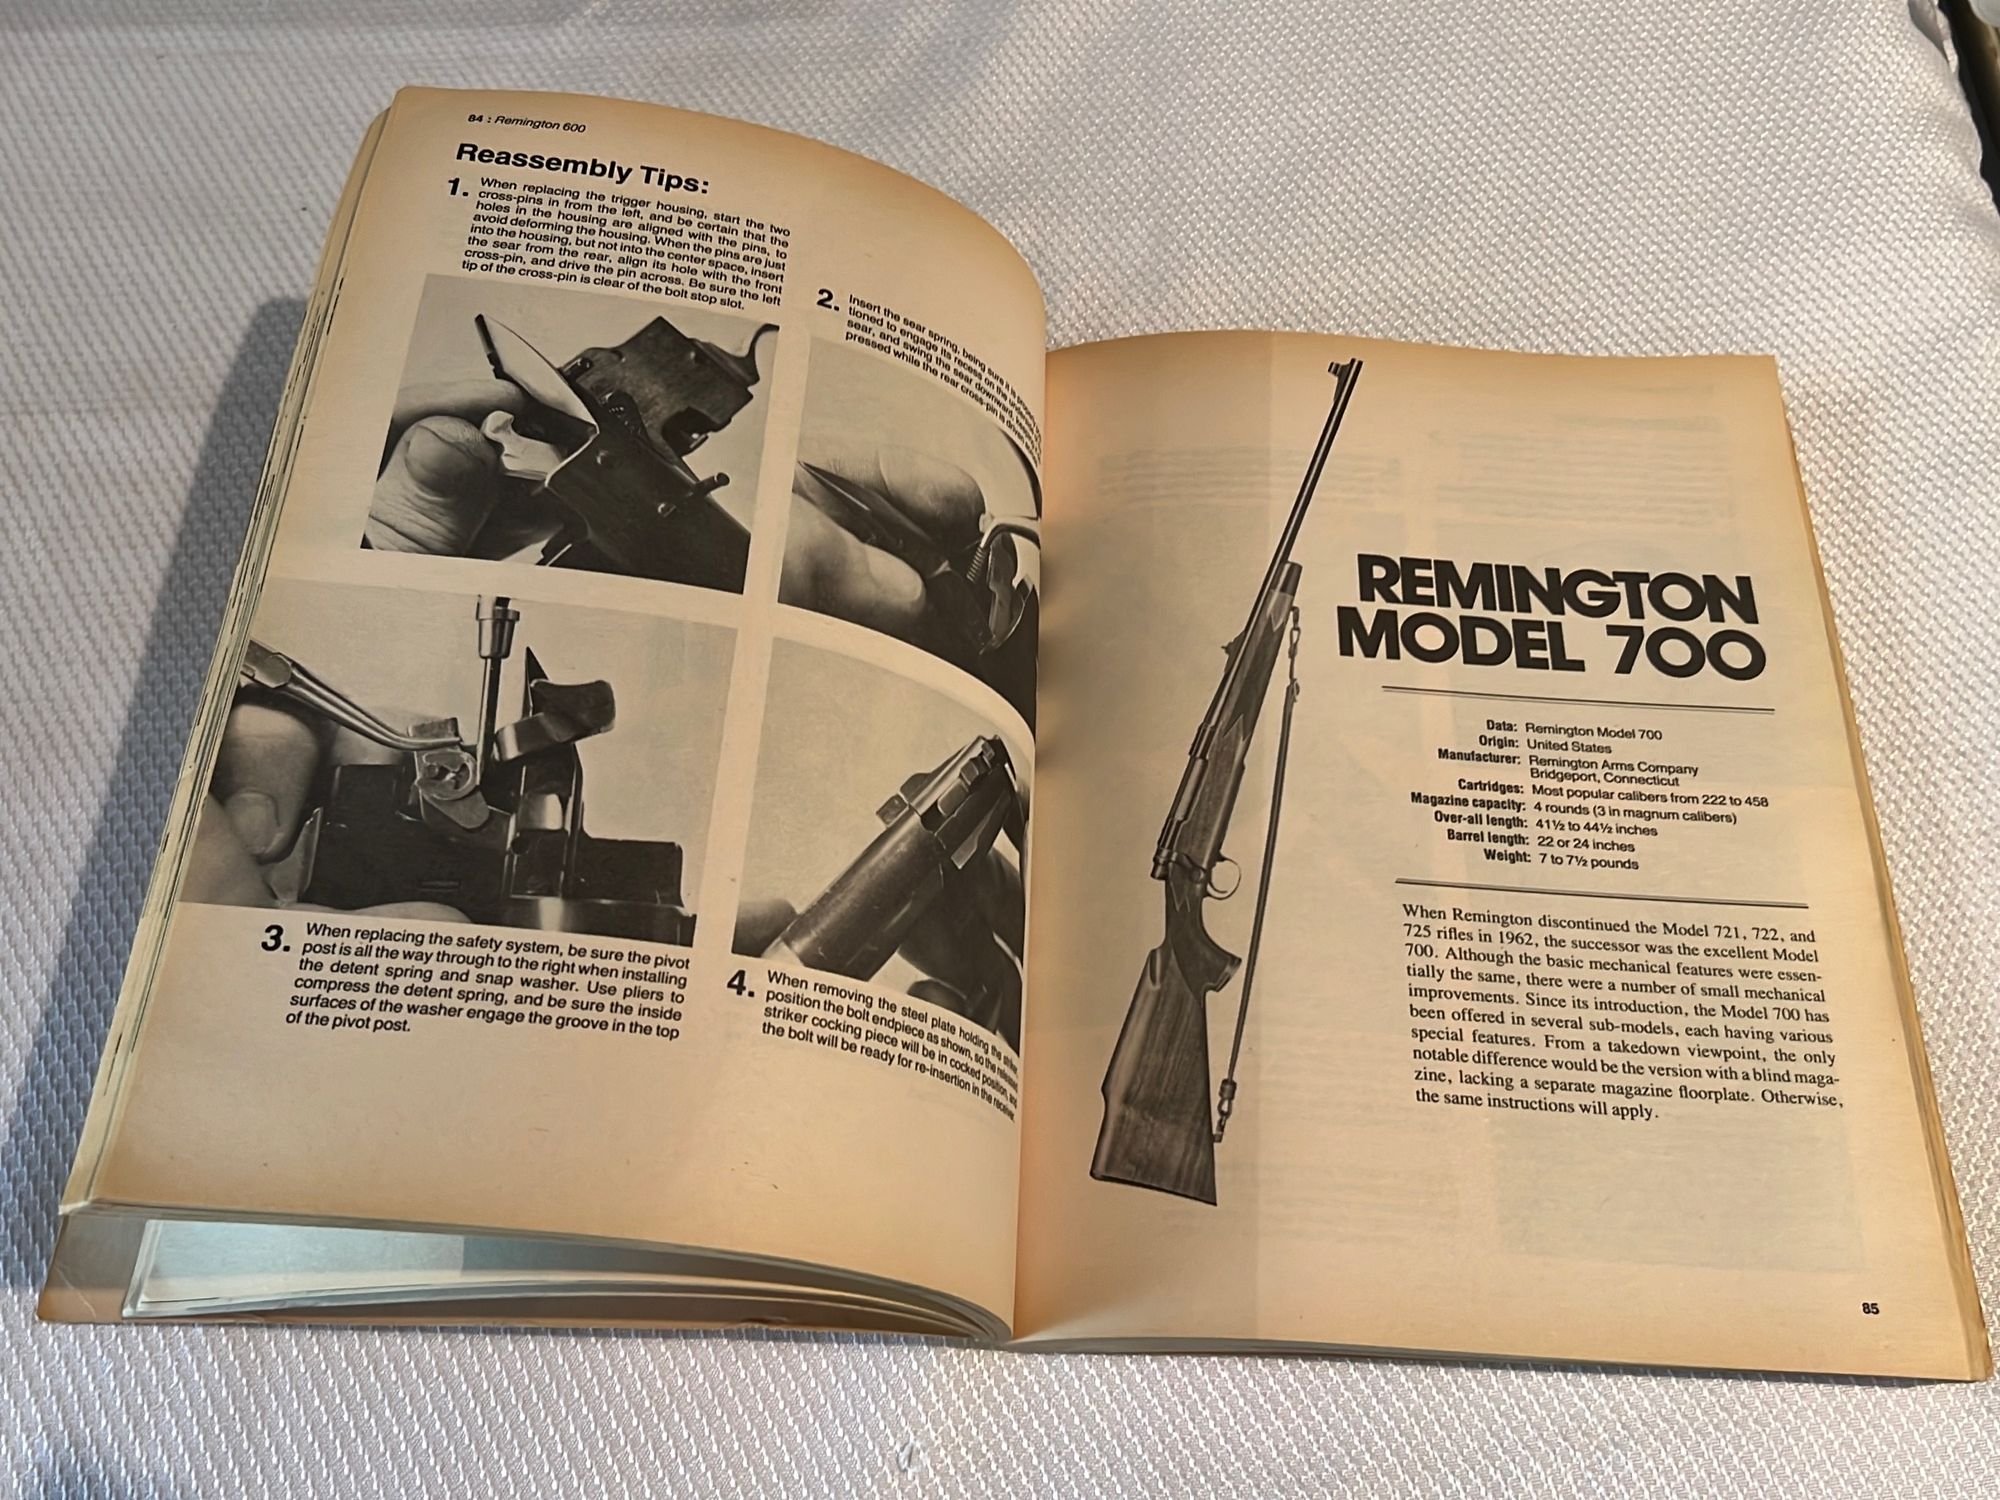 84 : Remington 600
Reassembly Tips:
1. When replacing the trigger housing, start the two
cross-pins in from the left, and be certain that the
holes in the housing are aligned with the pins, to
avoid deforming the housing. When the pins are just
into the housing, but not into the center space, insert
the sear from the rear, align its hole with the front
cross-pin, and drive the pin across. Be sure the left
tip of the cross-pin is clear of the bolt stop slot.
2. Insert the sear spring, being sure it is
tioned to engage its recess on the
sear, and swing the sear downward,
pressed while the rear cross-pin is driven
3. When replacing the safety system, be sure the pivot
post is all the way through to the right when installing
the detent spring and snap washer. Use pliers to
compress the detent spring, and be sure the inside
surfaces of the washer engage the groove in the top
of the pivot post.
4. When removing the steel plate holding the striker,
position the bolt endpiece as shown, so the released
striker cocking piece will be in cocked position, and
the bolt will be ready for re-insertion in the receiver.
REMINGTON
MODEL 700
Data: Remington Model 700
Origin: United States
Manufacturer: Remington Arms Company
Bridgeport, Connecticut
Cartridges: Most popular calibers from 222 to 458
Magazine capacity: 4 rounds (3 in magnum calibers)
Over-all length: 41½ to 44½ inches
Barrel length: 22 or 24 inches
Weight: 7 to 7½ pounds
When Remington discontinued the Model 721, 722, and
725 rifles in 1962, the successor was the excellent Model
700. Although the basic mechanical features were essen-
tially the same, there were a number of small mechanical
improvements. Since its introduction, the Model 700 has
been offered in several sub-models, each having various
special features. From a takedown viewpoint, the only
notable difference would be the version with a blind maga-
zine, lacking a separate magazine floorplate. Otherwise,
the same instructions will apply.
85